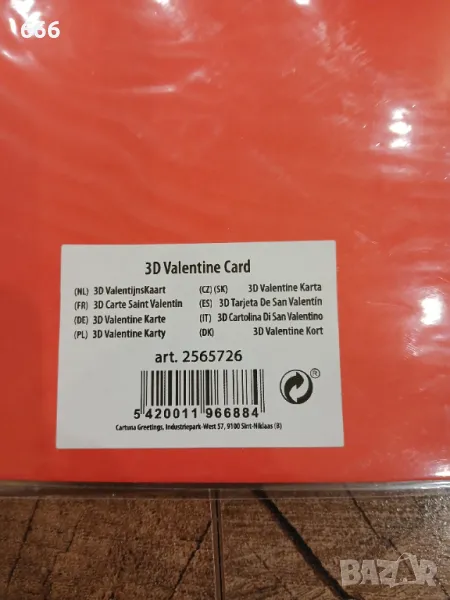 666
3D Valentine Card
(NL) 3D ValentijnsKaart (CZ) (SK) 3D Valentine Karta
(FR) 3D Carte Saint Valentin (ES) 3D Tarjeta De San Valentín
(DE) 3D Valentine Karte (IT) 3D Cartolina Di San Valentino
(PL) 3D Valentine Karty (DK) 3D Valentine Kort
art. 2565726
5 420011 966884
®
Cartuna Greetings, Industriepark-West 57, 9100 Sint-Niklaas (B)
BAZAR